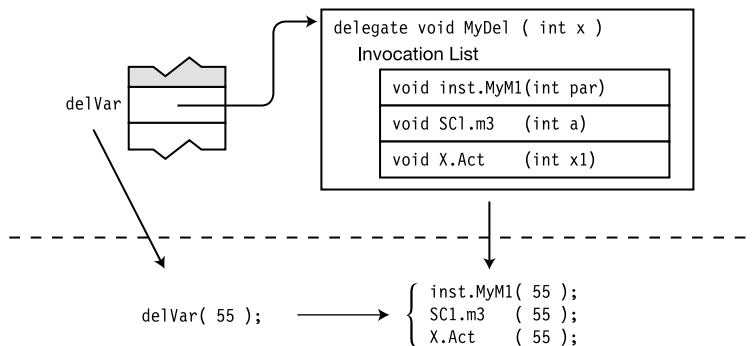 delegate void MyDel ( int x )
Invocation List
void inst.MyM1(int par)
delVar
void SCl.m3 (int a)
void X.Act (int x1)
inst.MyM1( 55 );
delVar( 55 );
SCl.m3 ( 55 );
X.Act ( 55 );